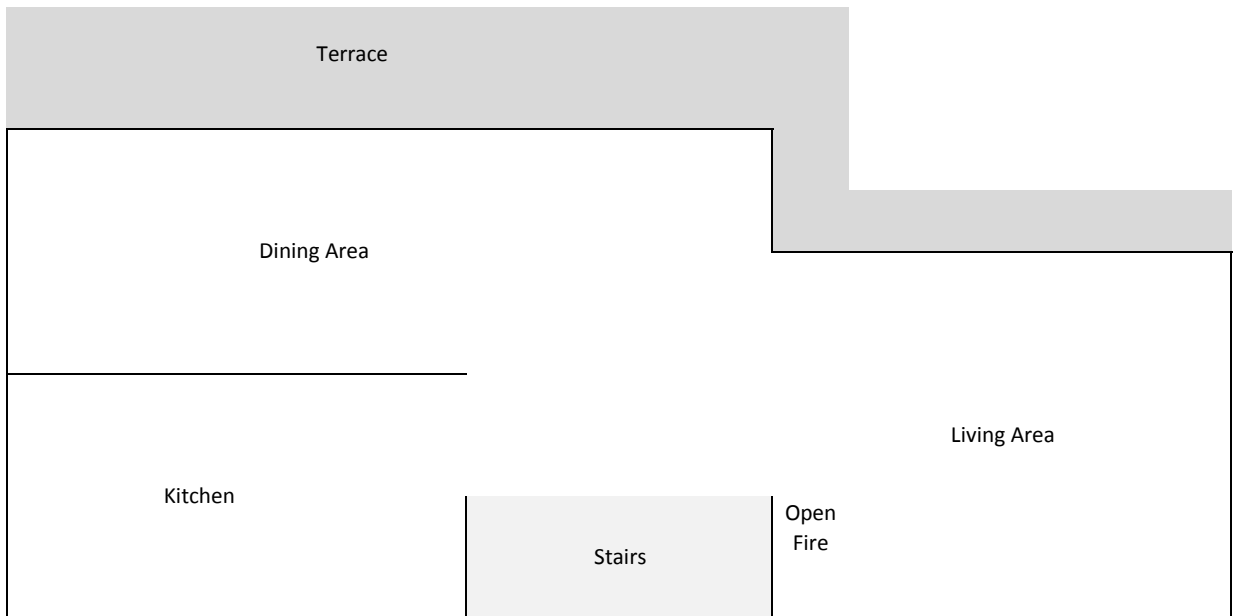 Terrace
Dining Area
Living Area
Kitchen
Open
Fire
Stairs